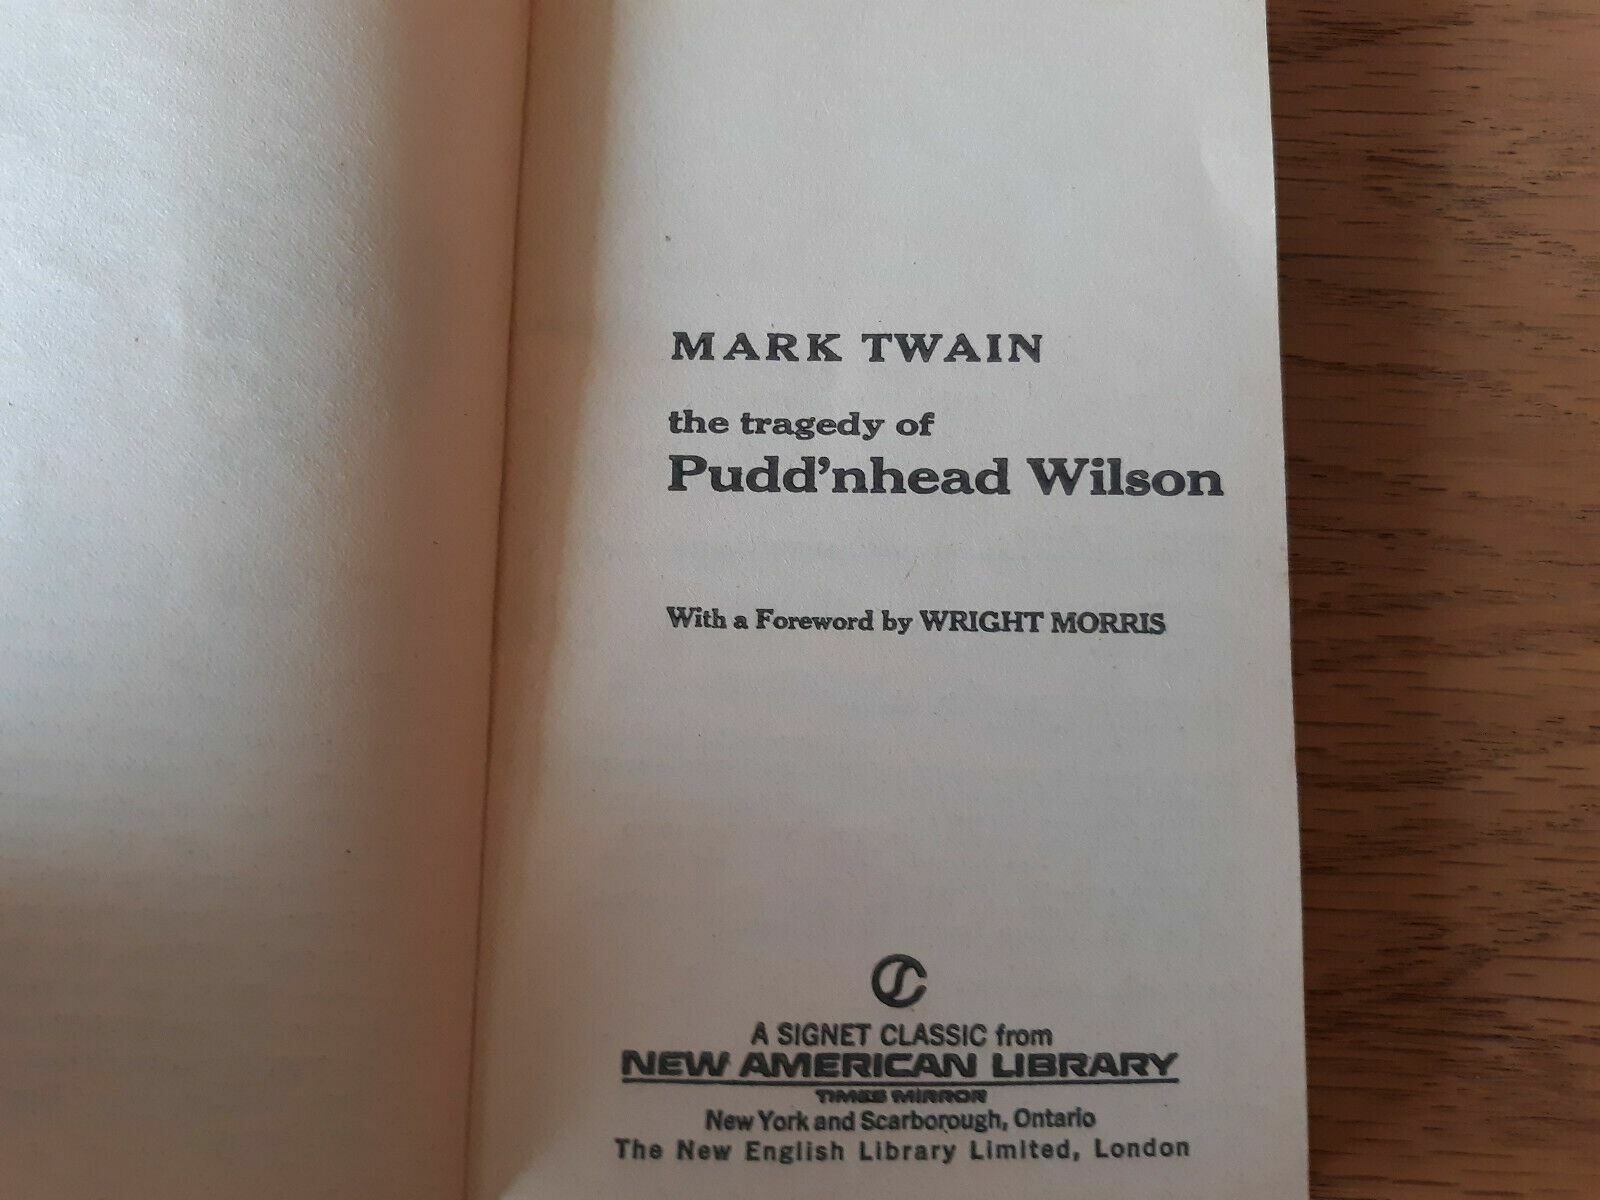 MARK TWAIN
the tragedy of
Pudd'nhead Wilson
With a Foreword by WRIGHT MORRIS
A SIGNET CLASSIC from
NEW AMERICAN LIBRARY
TIMES MIRROR
New York and Scarborough, Ontario
The New English Library Limited, London